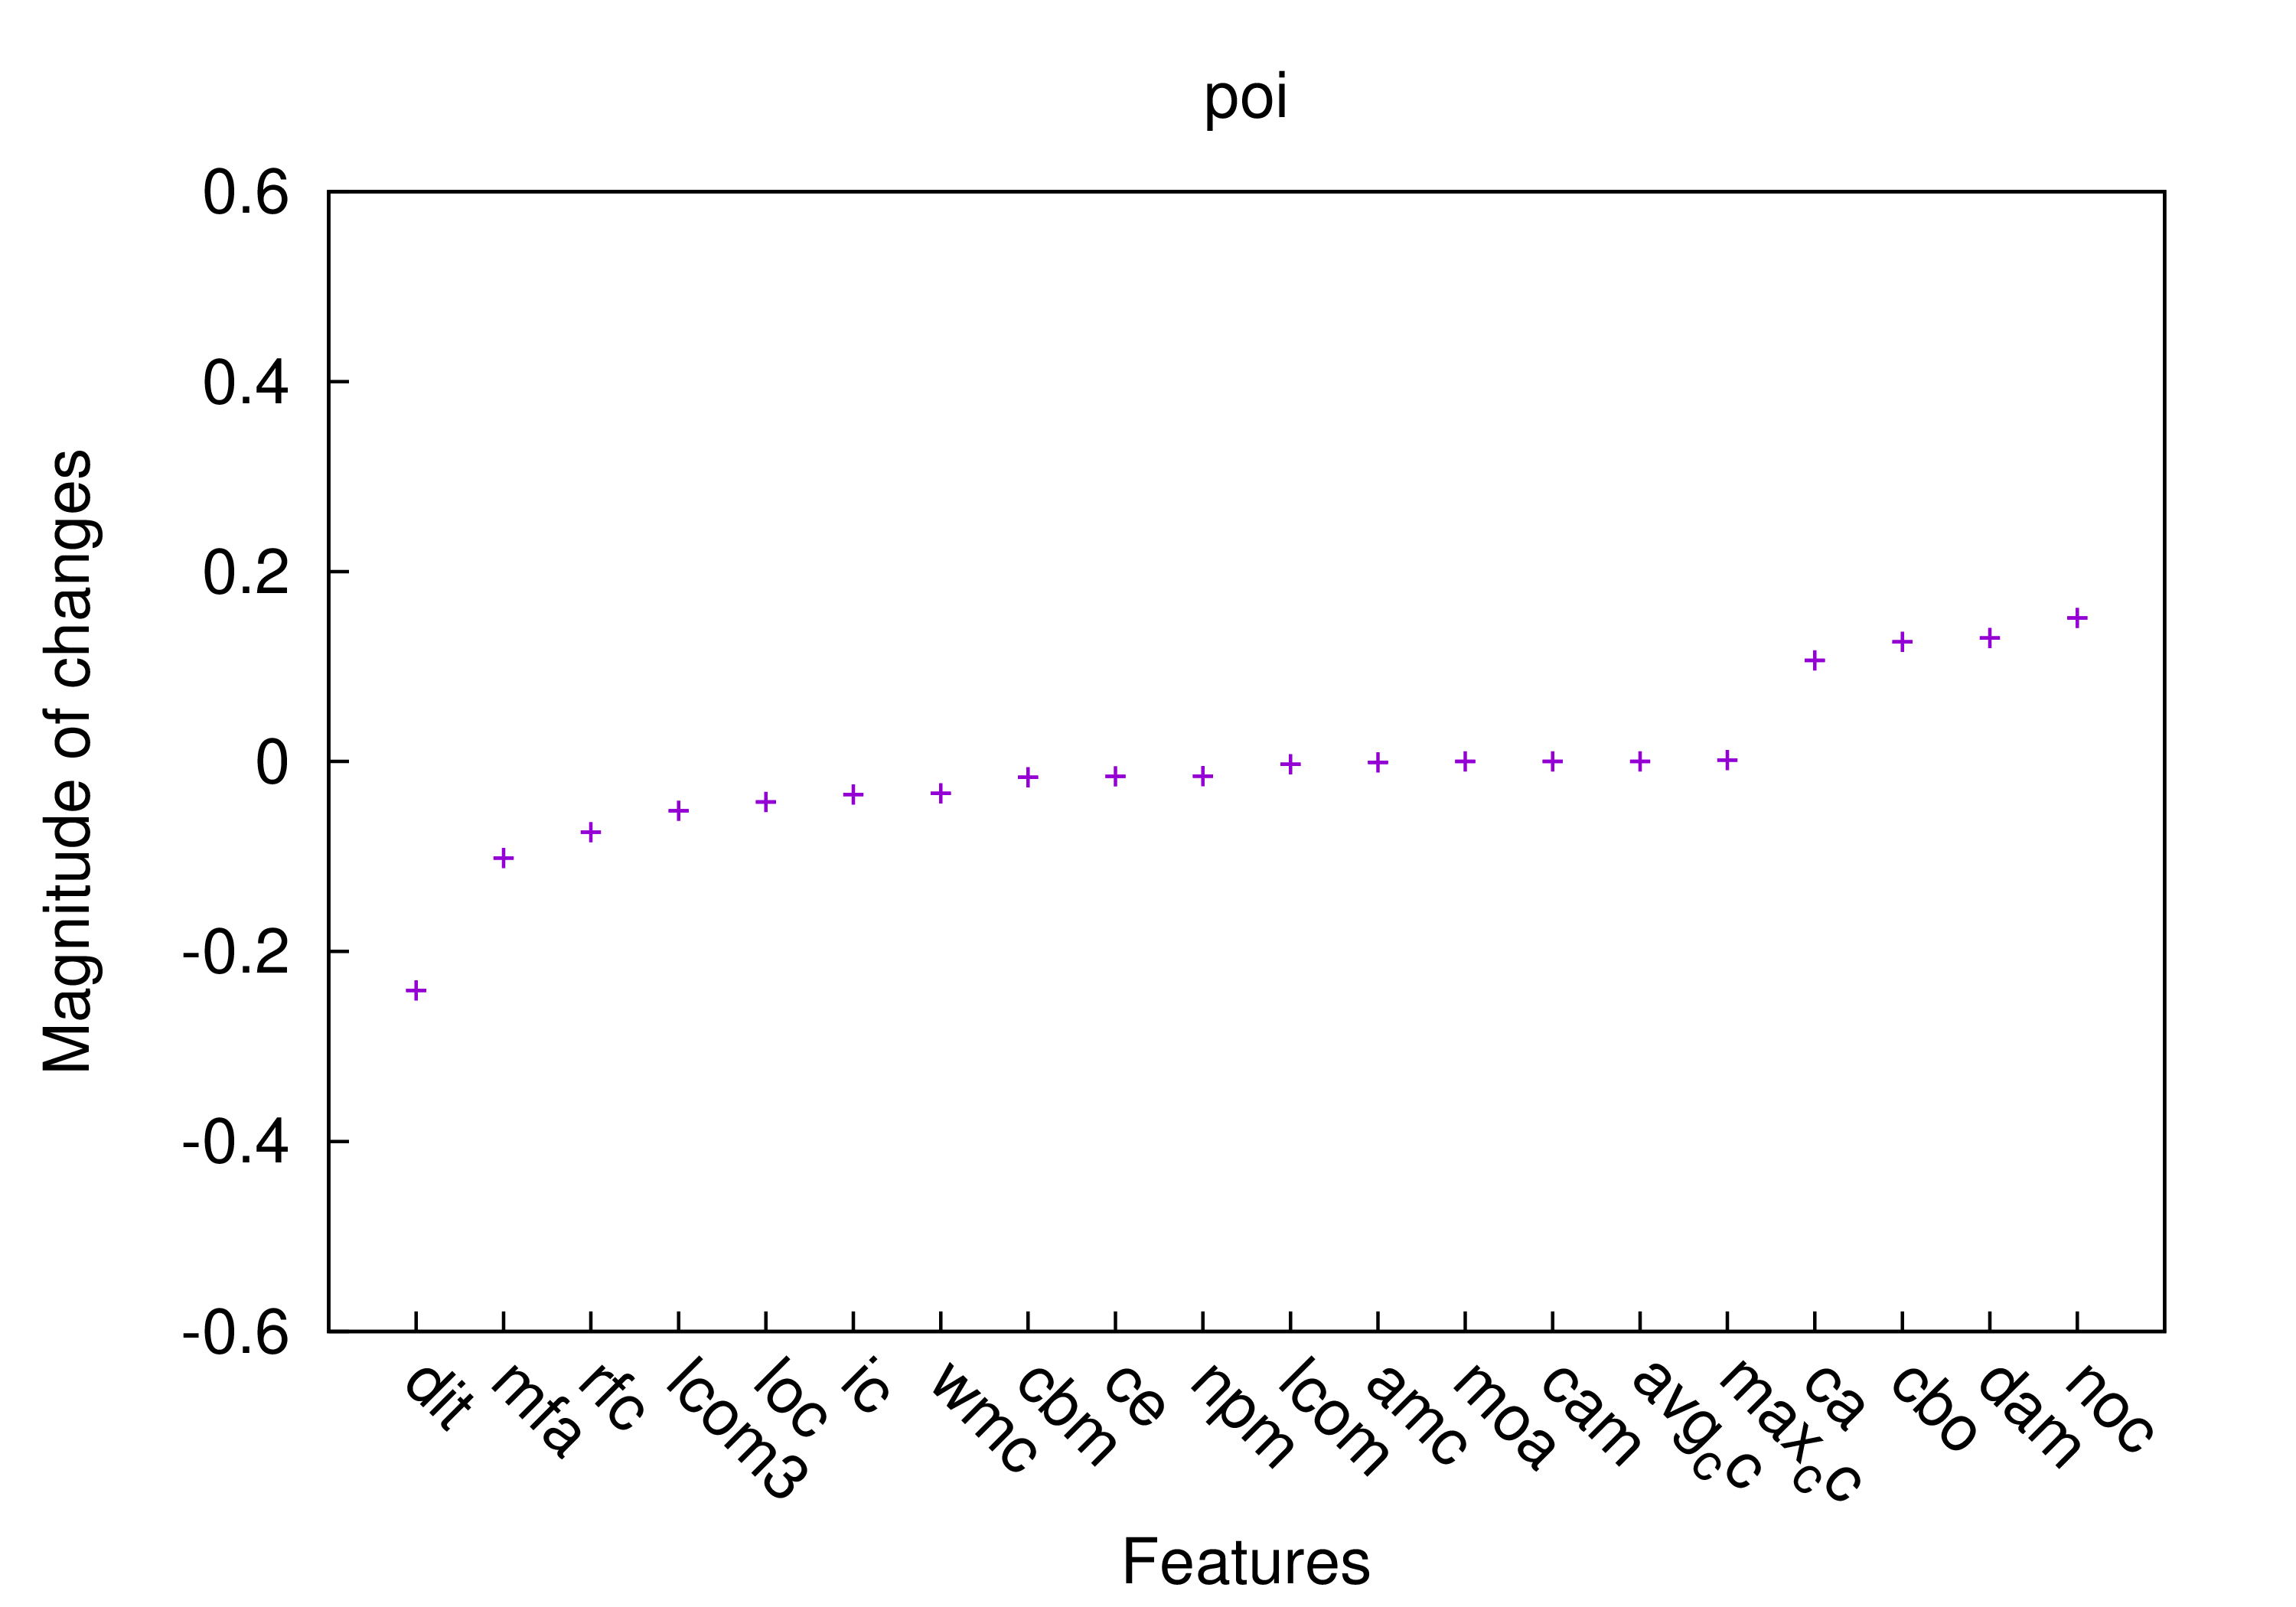 poi
0.6
0.4
0.2
0
-0.2
-0.4
-0.6
Magnitude of changes
dit
mfa
rfc
lcom3
loc
ic
wmc
cbm
ce
npm
lcom
amc
moa
cam
avgcc
maxcc
ca
cbo
dam
noc
Features